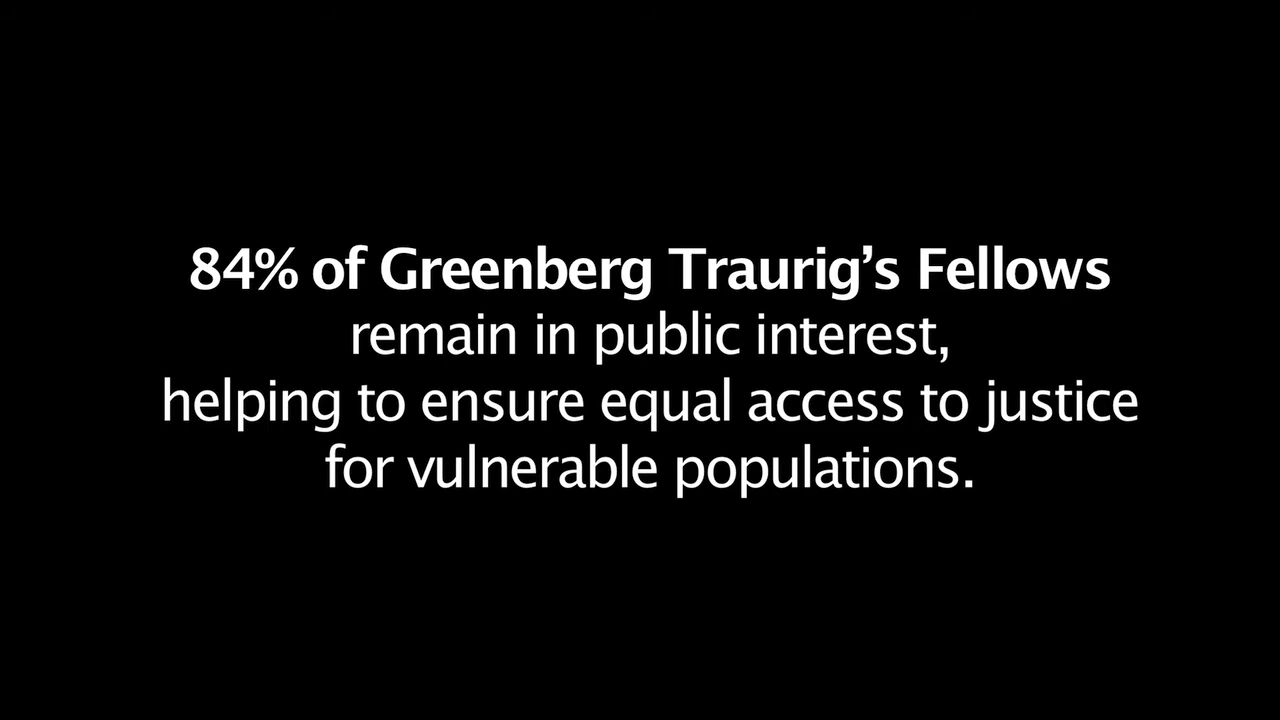 84% of Greenberg Traurig’s Fellows
remain in public interest,
helping to ensure equal access to justice
for vulnerable populations.